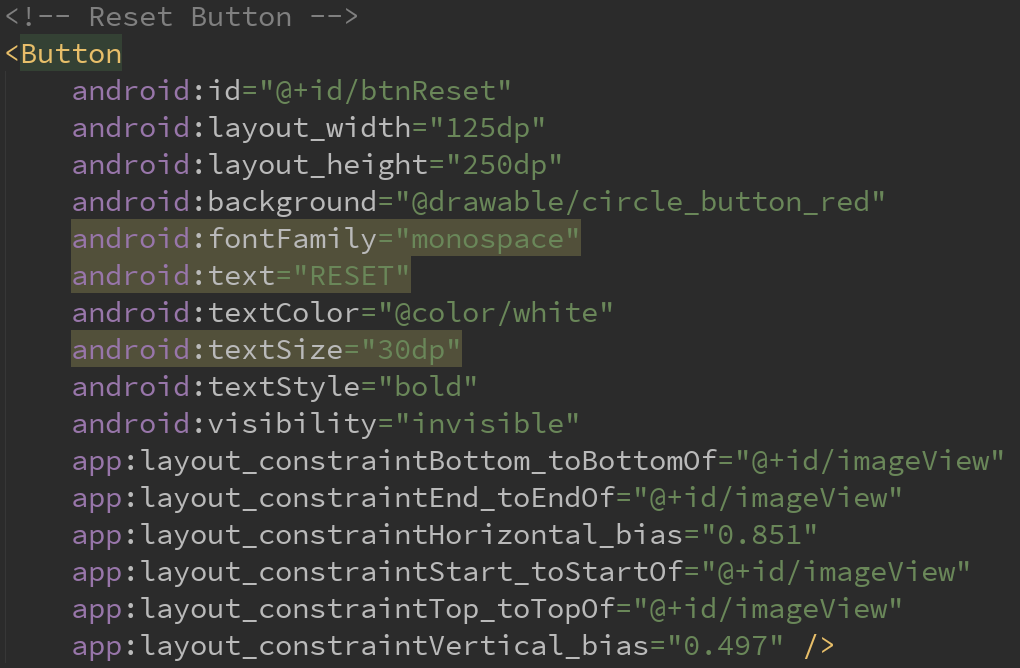 <!-- Reset Button -->
<Button
    android:id="@+id/btnReset"
    android:layout_width="125dp"
    android:layout_height="250dp"
    android:background="@drawable/circle_button_red"
    android:fontFamily="monospace"
    android:text="RESET"
    android:textColor="@color/white"
    android:textSize="30dp"
    android:textStyle="bold"
    android:visibility="invisible"
    app:layout_constraintBottom_toBottomOf="@+id/imageView"
    app:layout_constraintEnd_toEndOf="@+id/imageView"
    app:layout_constraintHorizontal_bias="0.851"
    app:layout_constraintStart_toStartOf="@+id/imageView"
    app:layout_constraintTop_toTopOf="@+id/imageView"
    app:layout_constraintVertical_bias="0.497" />